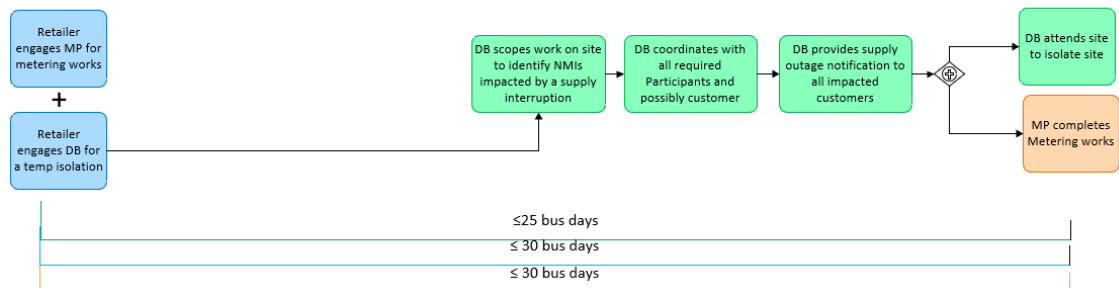 Retailer
engages MP for
metering works
+
Retailer
engages DB for
a temp isolation
DB scopes work on site
to identify NMIs
impacted by a supply
interruption
DB coordinates with
all required
Participants and
possibly customer
DB provides supply
outage notification to
all impacted
customers
DB attends site
to isolate site
MP completes
Metering works
≤25 bus days
≤ 30 bus days
≤ 30 bus days